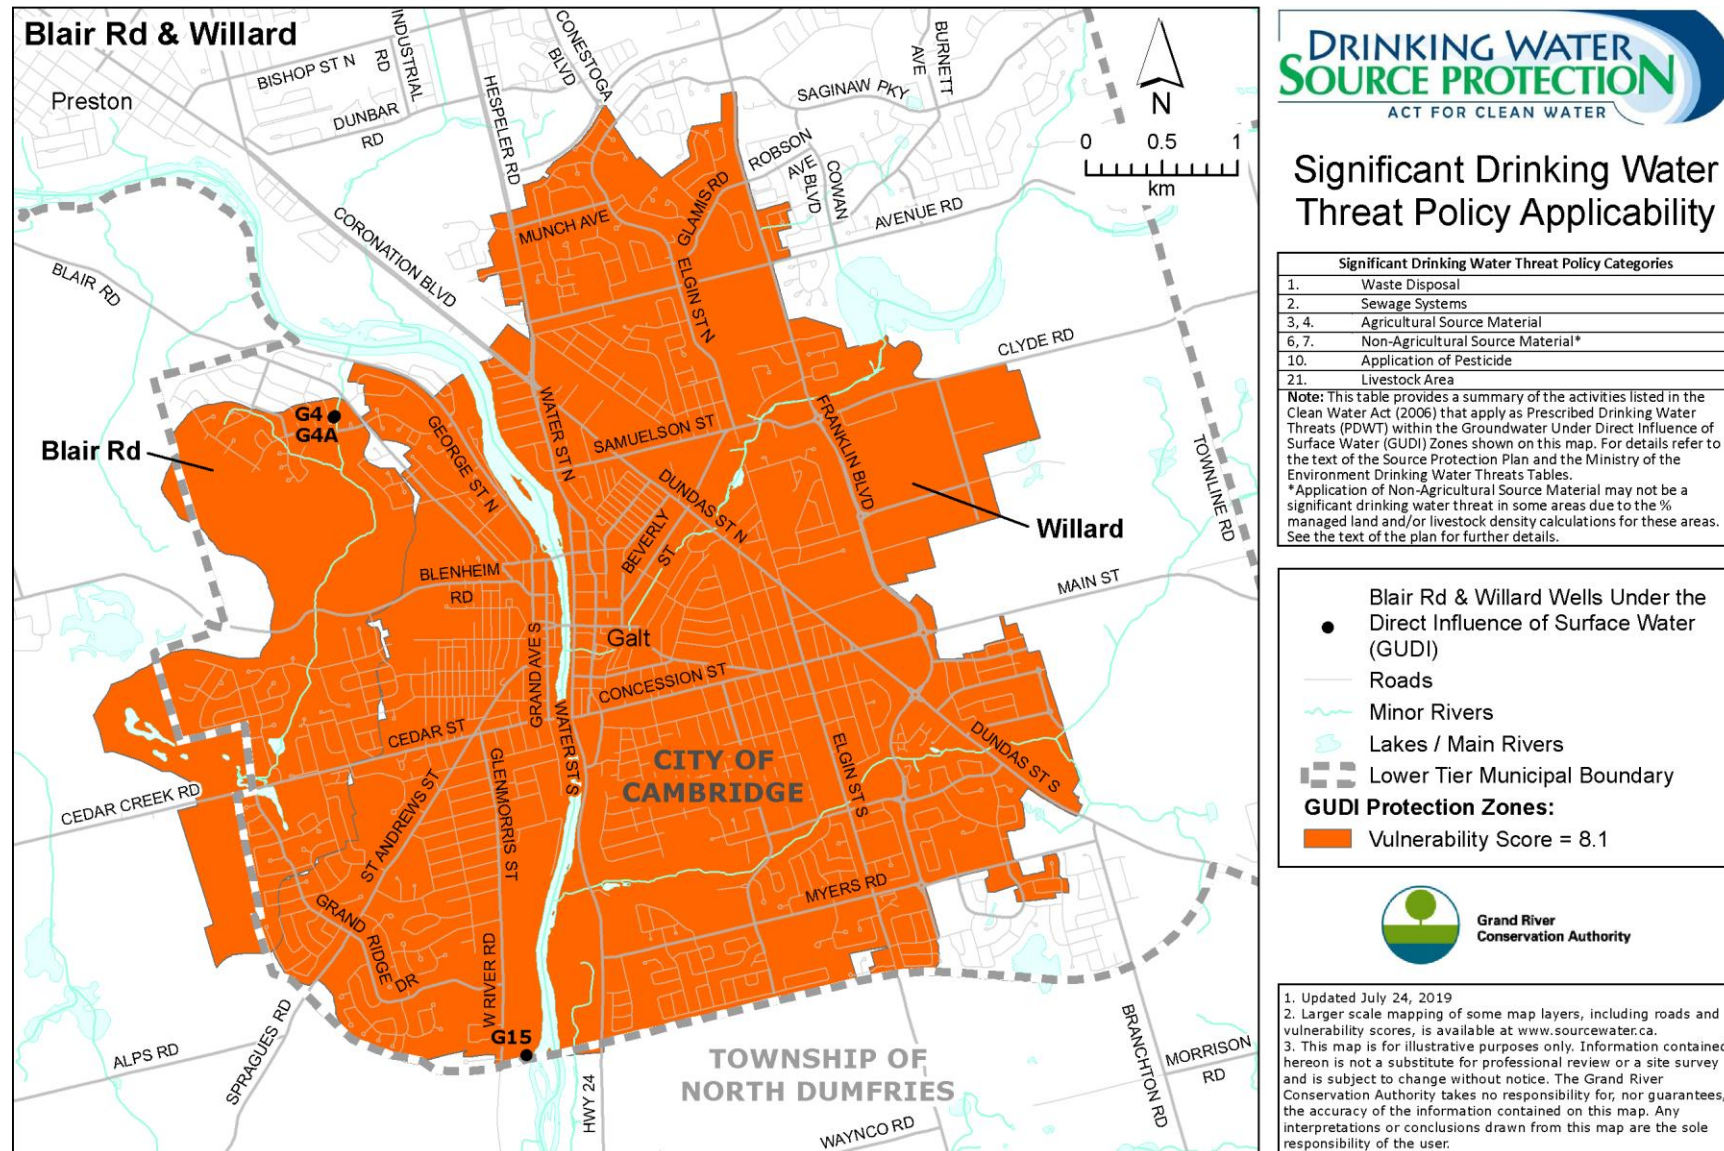 Blair Rd & Willard
Preston
BISHOP ST N
INDUSTRIAL
RD
DUNBAR
RD
HESPELER RD
CONESTOGA
BLVD
BURNETT
AVE
SAGINAW PKY
ROBSON
AVE
COWAN
BLVD
AVENUE RD
GLAMIS RD
MUNCH AVE
ELGIN ST N
CORONATION BLVD
BLAIR RD
CLYDE RD
N
0 0.5 1
km
G4
G4A
Blair Rd
GEORGE ST N
WATER ST N
SAMUELSON ST
DUNDAS ST N
FRANKLIN BLVD
TOWNLINE RD
Willard
BEVERLY
ST
BLENHEIM
RD
MAIN ST
Galt
GRAND AVE S
CONCESSION ST
WATER ST S
CEDAR ST
CITY OF
CAMBRIDGE
ELGIN ST S
DUNDAS ST S
CEDAR CREEK RD
GLENMORRIS ST
ST ANDREWS ST
MYERS RD
GRAND RIDGE
DR
W RIVER RD
G15
SPRAGUES RD
ALPS RD
TOWNSHIP OF
NORTH DUMFRIES
HWY 24
BRANCHTON RD
MORRISON
RD
WAYNCO RD
DRINKING WATER
SOURCE PROTECTION
ACT FOR CLEAN WATER
Significant Drinking Water
Threat Policy Applicability
Significant Drinking Water Threat Policy Categories
1. Waste Disposal
2. Sewage Systems
3, 4. Agricultural Source Material
6, 7. Non-Agricultural Source Material*
10. Application of Pesticide
21. Livestock Area
Note: This table provides a summary of the activities listed in the
Clean Water Act (2006) that apply as Prescribed Drinking Water
Threats (PDWT) within the Groundwater Under Direct Influence of
Surface Water (GUDI) Zones shown on this map. For details refer to
the text of the Source Protection Plan and the Ministry of the
Environment Drinking Water Threats Tables.
*Application of Non-Agricultural Source Material may not be a
significant drinking water threat in some areas due to the %
managed land and/or livestock density calculations for these areas.
See the text of the plan for further details.
Blair Rd & Willard Wells Under the
Direct Influence of Surface Water
(GUDI)
Roads
Minor Rivers
Lakes / Main Rivers
Lower Tier Municipal Boundary
GUDI Protection Zones:
Vulnerability Score = 8.1
Grand River
Conservation Authority
1. Updated July 24, 2019
2. Larger scale mapping of some map layers, including roads and
vulnerability scores, is available at www.sourcewater.ca.
3. This map is for illustrative purposes only. Information contained
hereon is not a substitute for professional review or a site survey
and is subject to change without notice. The Grand River
Conservation Authority takes no responsibility for, nor guarantees,
the accuracy of the information contained on this map. Any
interpretations or conclusions drawn from this map are the sole
responsibility of the user.